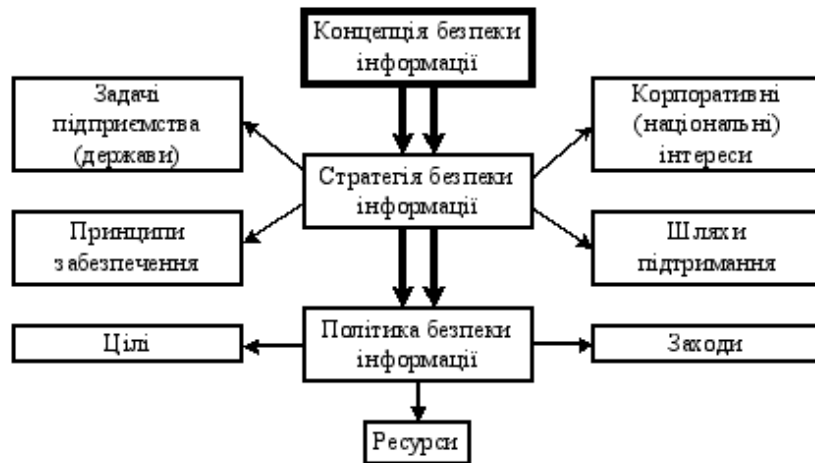 Концепція безпеки
інформації
Задачі
підприємства
(держави)
Корпоративні
(національні)
інтереси
Стратегія безпеки
інформації
Принципи
забезпечення
Шляхи
підтримання
Політика безпеки
інформації
Цілі
Заходи
Ресурси